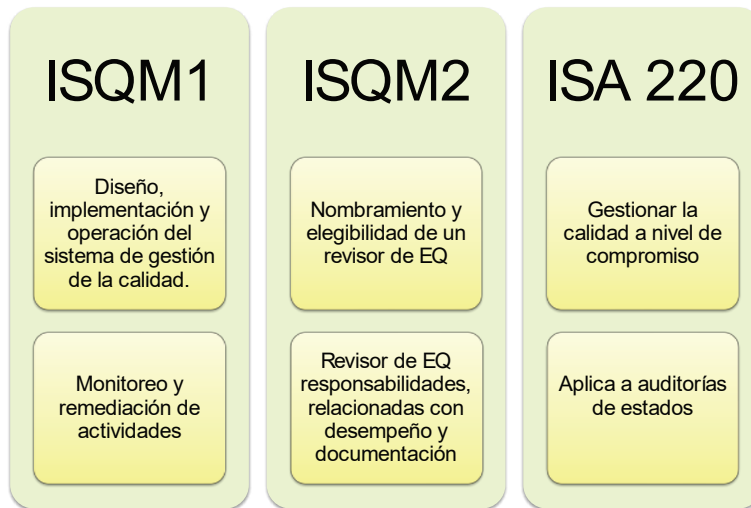 ISQM1
Diseño,
implementación y
operación del
sistema de gestión
de la calidad.
Monitoreo y
remediación de
actividades
ISQM2
Nombramiento y
elegibilidad de un
revisor de EQ
Revisor de EQ
responsabilidades,
relacionadas con
desempeño y
documentación
ISA 220
Gestionar la
calidad a nivel de
compromiso
Aplica a auditorías
de estados